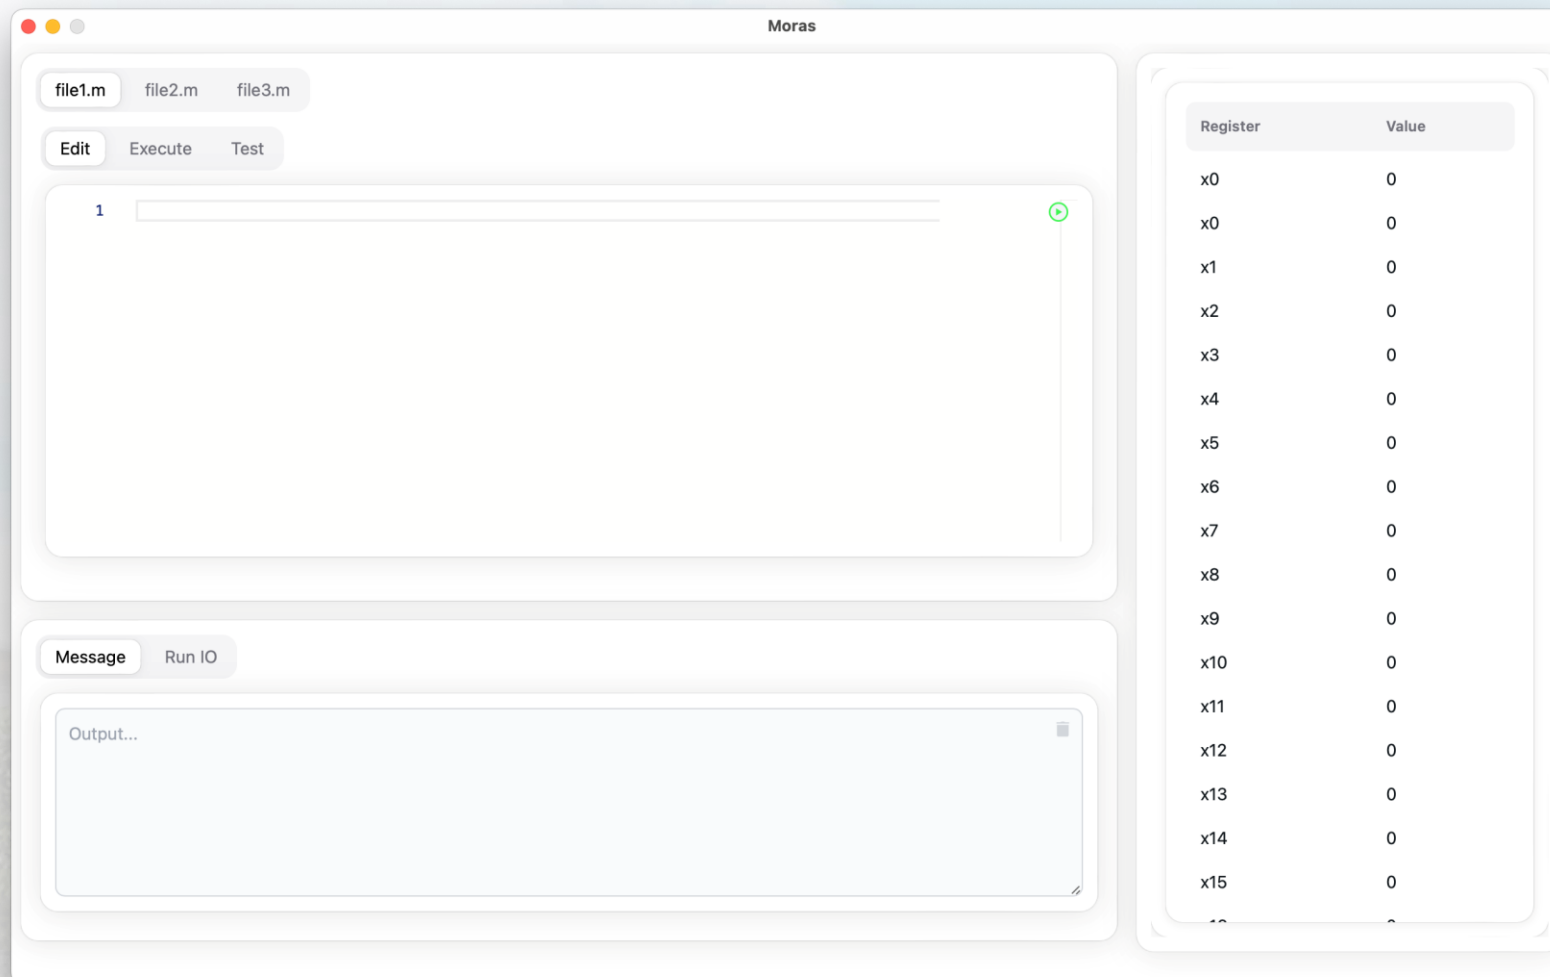 Moras
file1.m file2.m file3.m
Edit Execute Test
1
Message Run IO
Output...
Register Value
x0 0
x0 0
x1 0
x2 0
x3 0
x4 0
x5 0
x6 0
x7 0
x8 0
x9 0
x10 0
x11 0
x12 0
x13 0
x14 0
x15 0